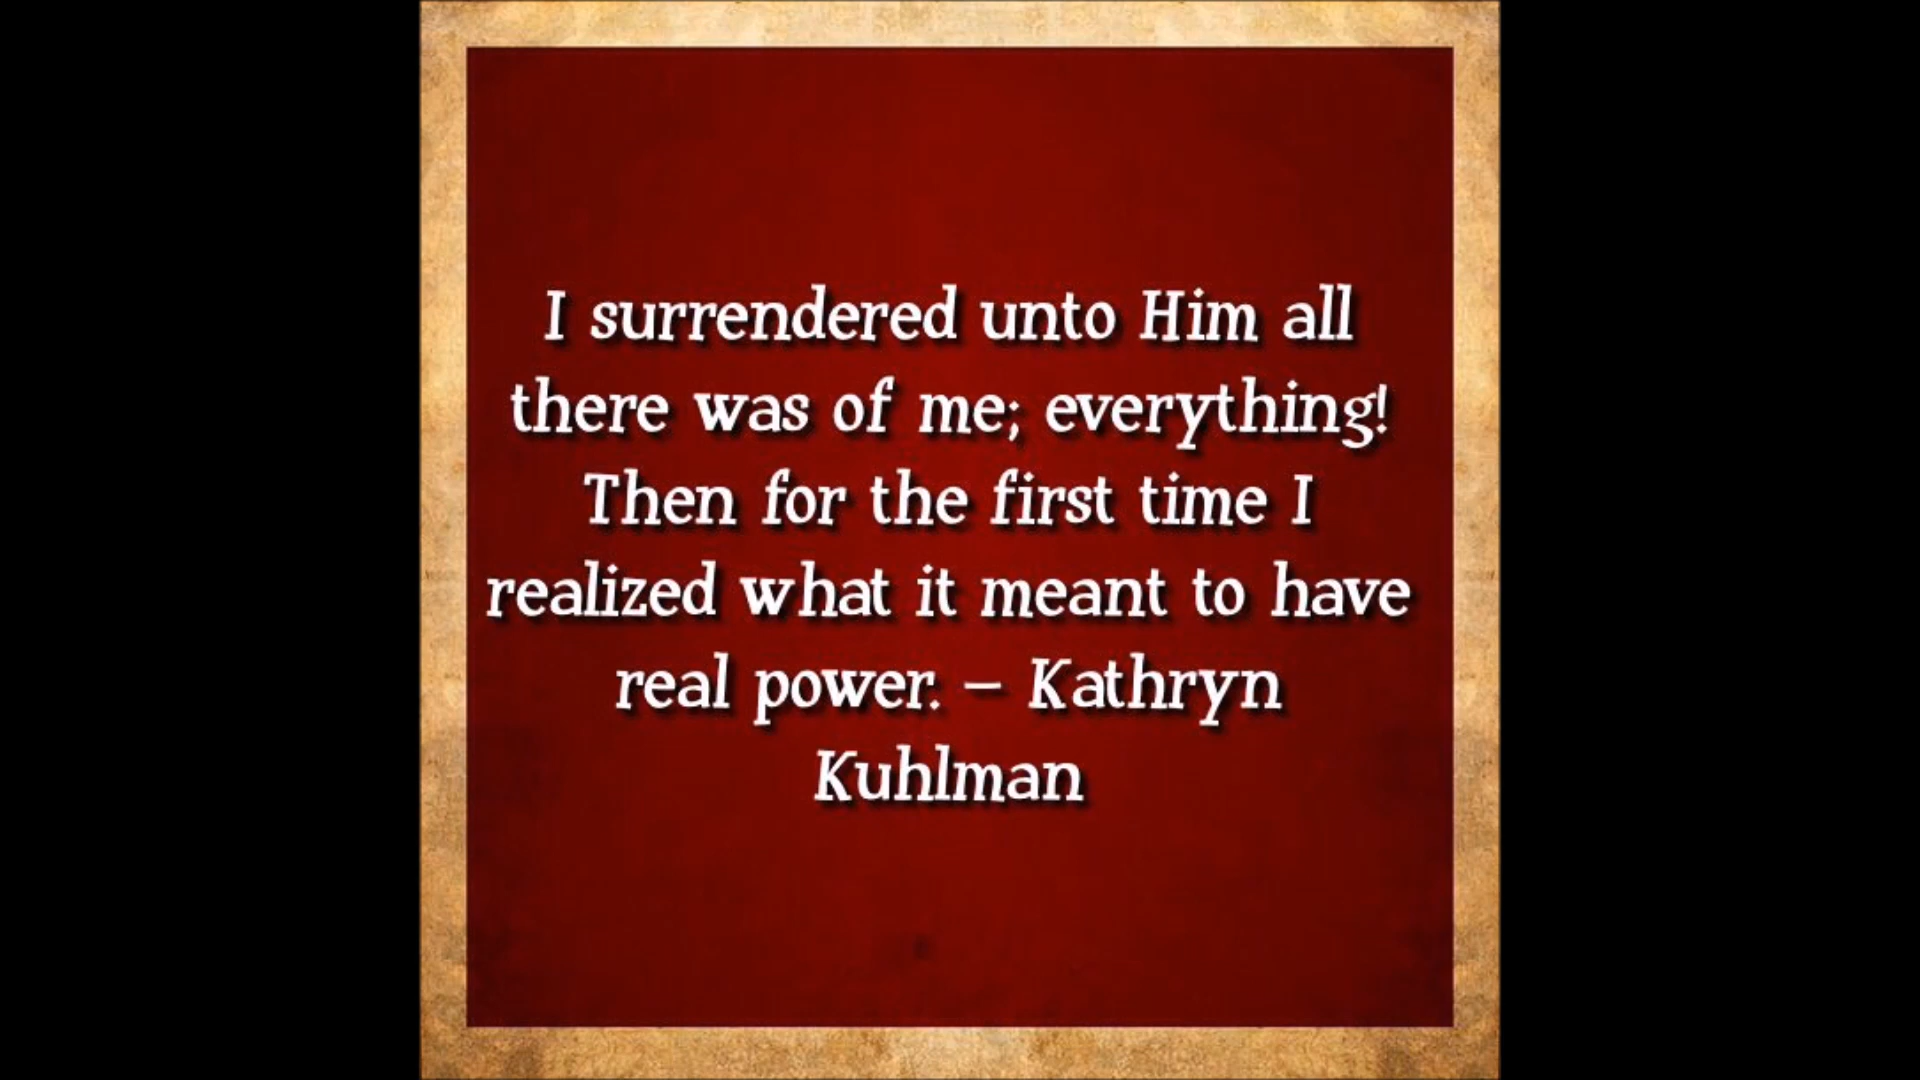 I surrendered unto Him all
there was of me; everything!
Then for the first time I
realized what it meant to have
real power. – Kathryn
Kuhlman